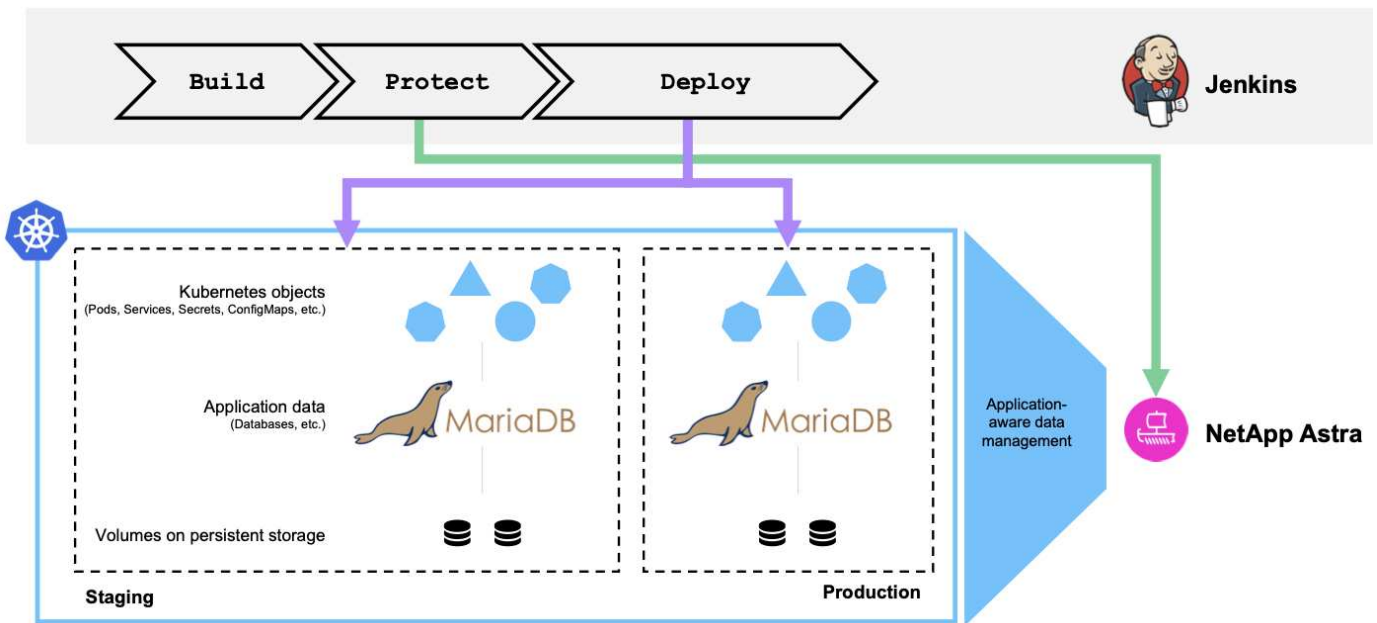 Build
Protect
Deploy
Jenkins
Kubernetes objects
(Pods, Services, Secrets, ConfigMaps, etc.)
Application data
(Databases, etc.)
MariaDB
MariaDB
Application-
aware data
management
NetApp Astra
Volumes on persistent storage
Staging
Production